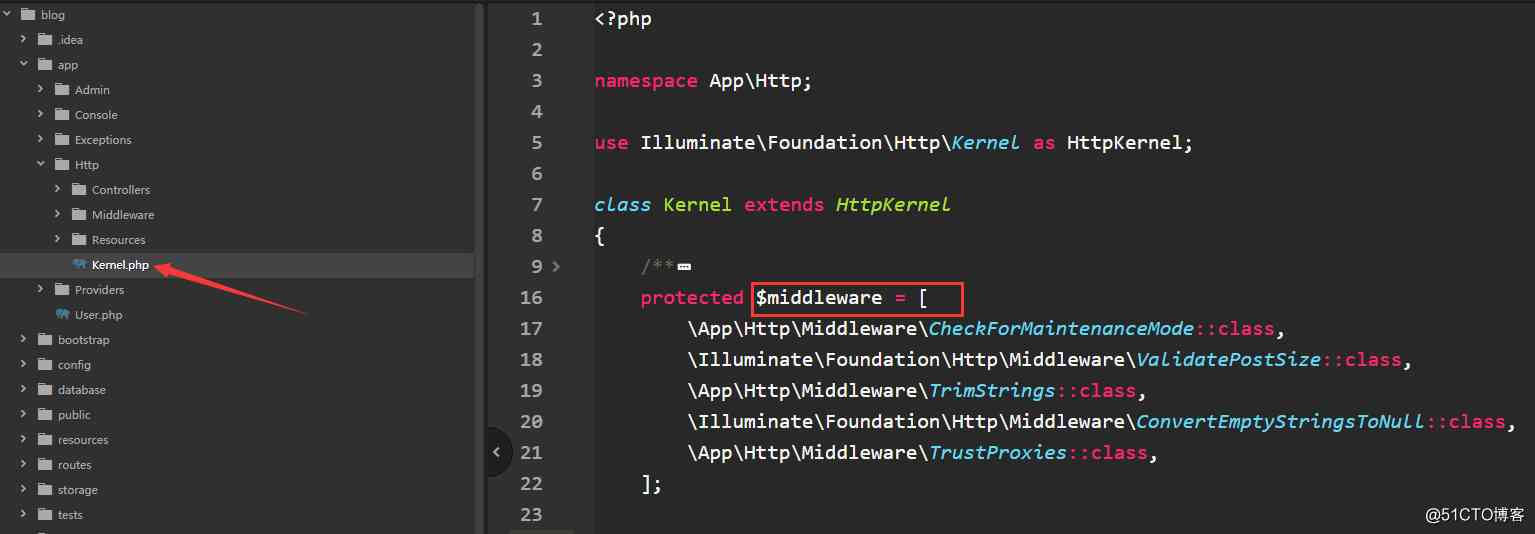 blog
.idea
app
Admin
Console
Exceptions
Http
Controllers
Middleware
Resources
Kernel.php
Providers
User.php
bootstrap
config
database
public
resources
routes
storage
tests
1 <?php
2
3 namespace App\Http;
4
5 use Illuminate\Foundation\Http\Kernel as HttpKernel;
6
7 class Kernel extends HttpKernel
8 {
9 /**
16 protected $middleware = [
17 \App\Http\Middleware\CheckForMaintenanceMode::class,
18 \Illuminate\Foundation\Http\Middleware\ValidatePostSize::class,
19 \App\Http\Middleware\TrimStrings::class,
20 \Illuminate\Foundation\Http\Middleware\ConvertEmptyStringsToNull::class,
21 \App\Http\Middleware\TrustProxies::class,
22 ];
23
@51CTO博客